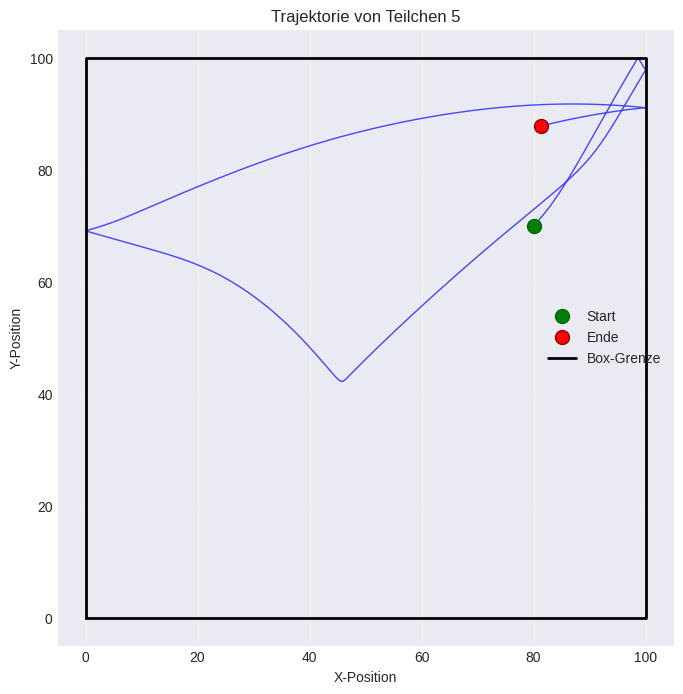 Trajektorie von Teilchen 5
Y-Position
100
80
60
40
20
0
Start
Ende
Box-Grenze
0 20 40 60 80 100
X-Position